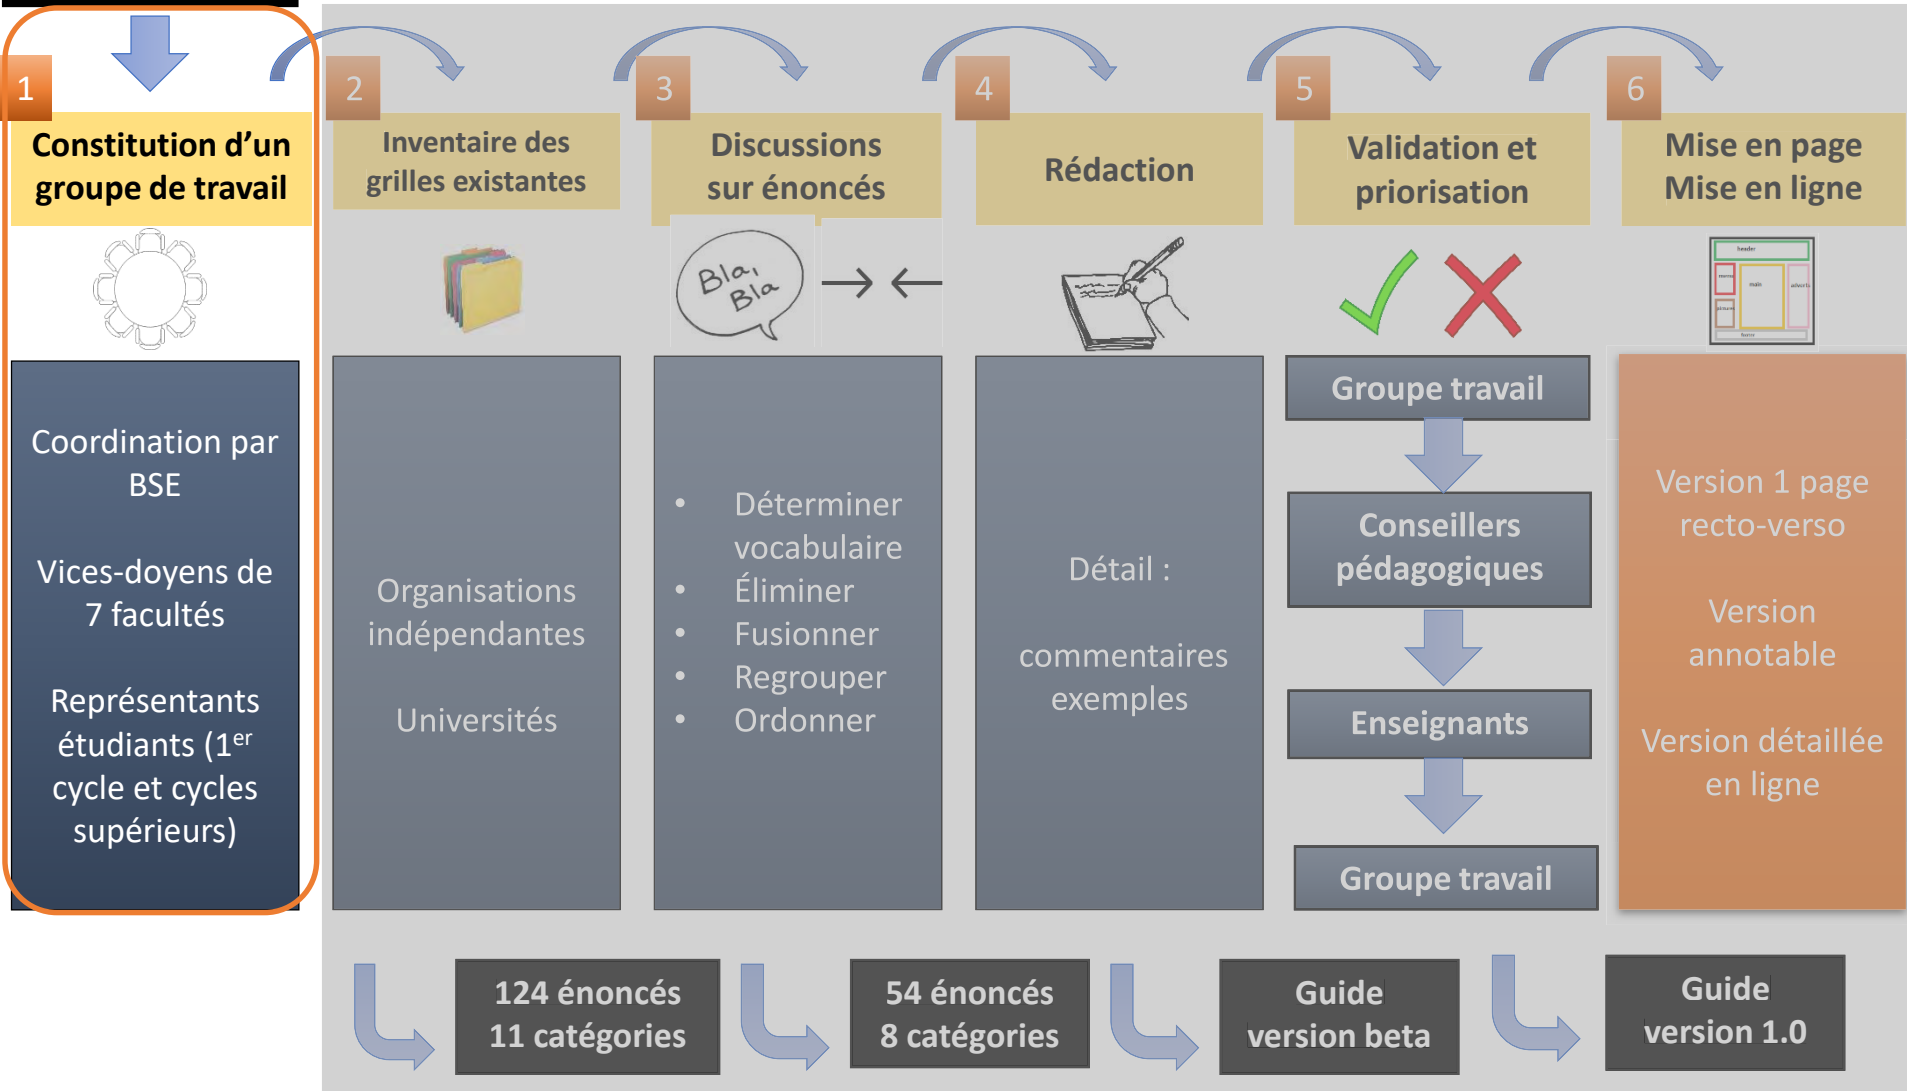 1
Constitution d’un
groupe de travail
Coordination par
BSE
Vices-doyens de
7 facultés
Représentants
étudiants (1er
cycle et cycles
supérieurs)
2
Inventaire des
grilles existantes
Organisations
indépendantes
Universités
3
Discussions
sur énoncés
Bla,
Bla
• Déterminer
vocabulaire
• Éliminer
• Fusionner
• Regrouper
• Ordonner
4
Rédaction
Détail :
commentaires
exemples
5
Validation et
priorisation
Groupe travail
Conseillers
pédagogiques
Enseignants
Groupe travail
6
Mise en page
Mise en ligne
header
main
Version 1 page
recto-verso
Version
annotable
Version détaillée
en ligne
124 énoncés
11 catégories
54 énoncés
8 catégories
Guide
version beta
Guide
version 1.0